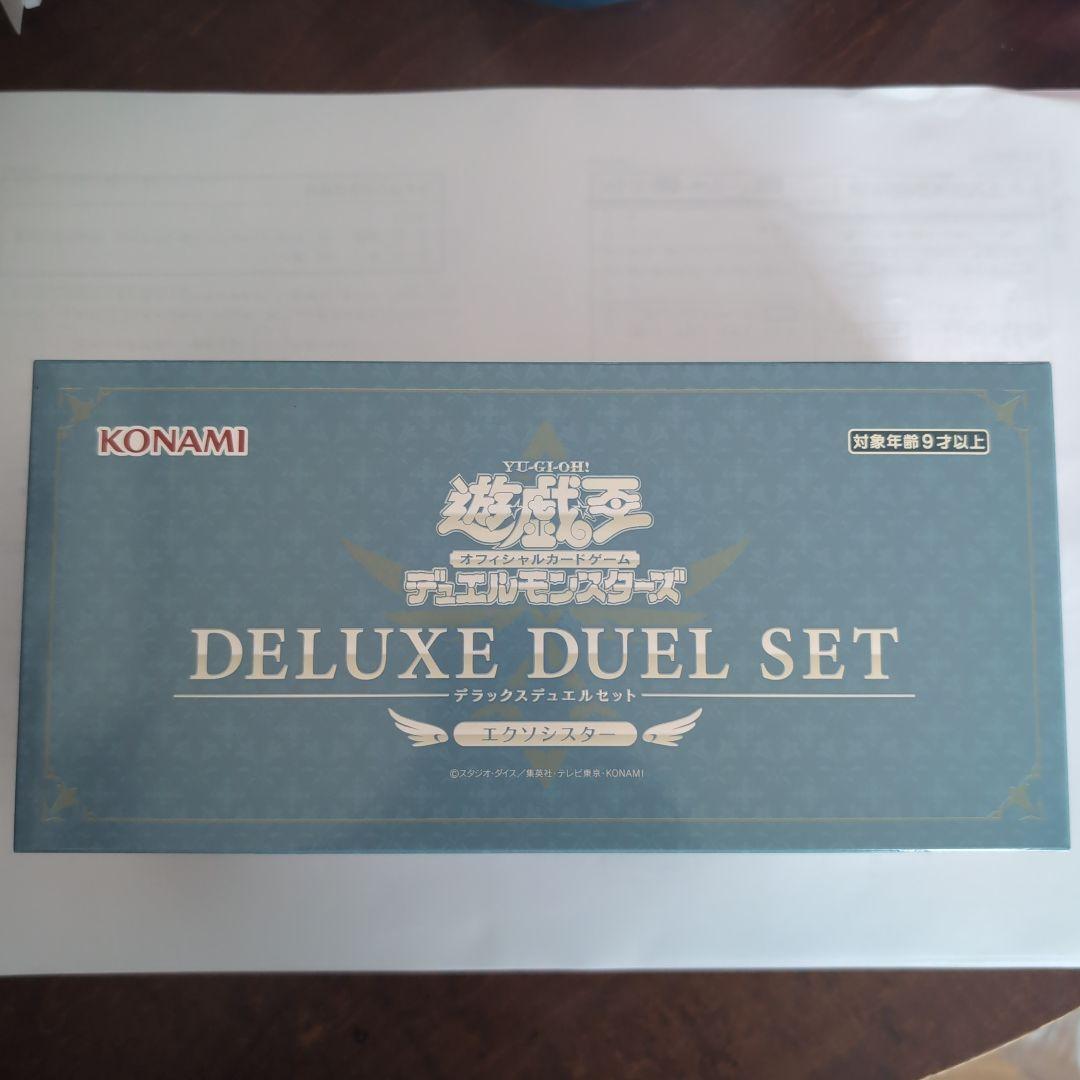 KONAMI
対象年齢9才以上
YU-GI-OH!
遊☆戯☆王
オフィシャルカードゲーム
デュエルモンスターズ
DELUXE DUEL SET
デラックスデュエルセット
エクソシスター
©スタジオ・ダイス／集英社・テレビ東京・KONAMI